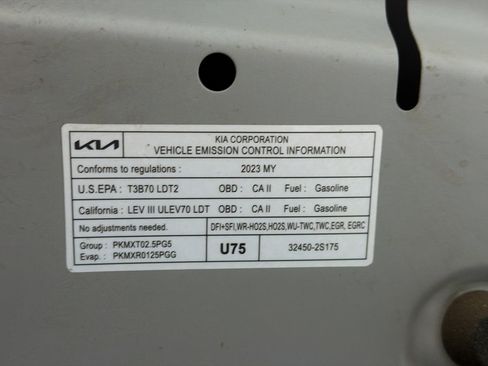 KIA
KIA CORPORATION
VEHICLE EMISSION CONTROL INFORMATION
Conforms to regulations : 2023 MY
U.S.EPA : T3B70 LDT2 OBD : CA II Fuel : Gasoline
California : LEV III ULEV70 LDT OBD : CA II Fuel : Gasoline
No adjustments needed. DFI+SFI,WR-HO2S,HO2S,WU-TWC,TWC,EGR, EGRC
Group : PKMXT02.5PG5
Evap. : PKMXR0125PGG
U75
32450-2S175